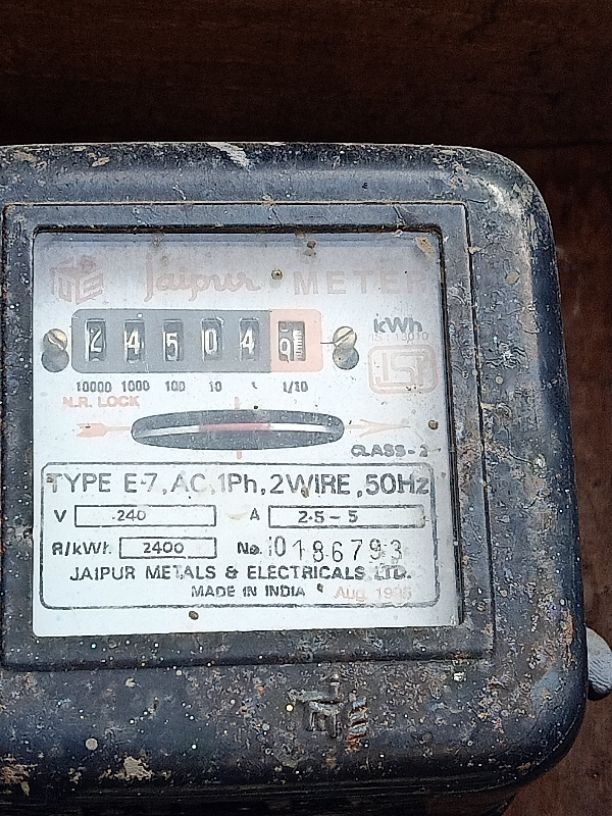 Jaipur METER
kWh
2 4 5 0 4 9
10000 1000 100 10 1 1/10
N.R. LOCK
CLASS-2
TYPE E-7, AC, 1Ph, 2WIRE, 50Hz
V 240 A 2.5-5
R/kWh. 2400 No. 10186793
JAIPUR METALS & ELECTRICALS LTD.
MADE IN INDIA Aug.